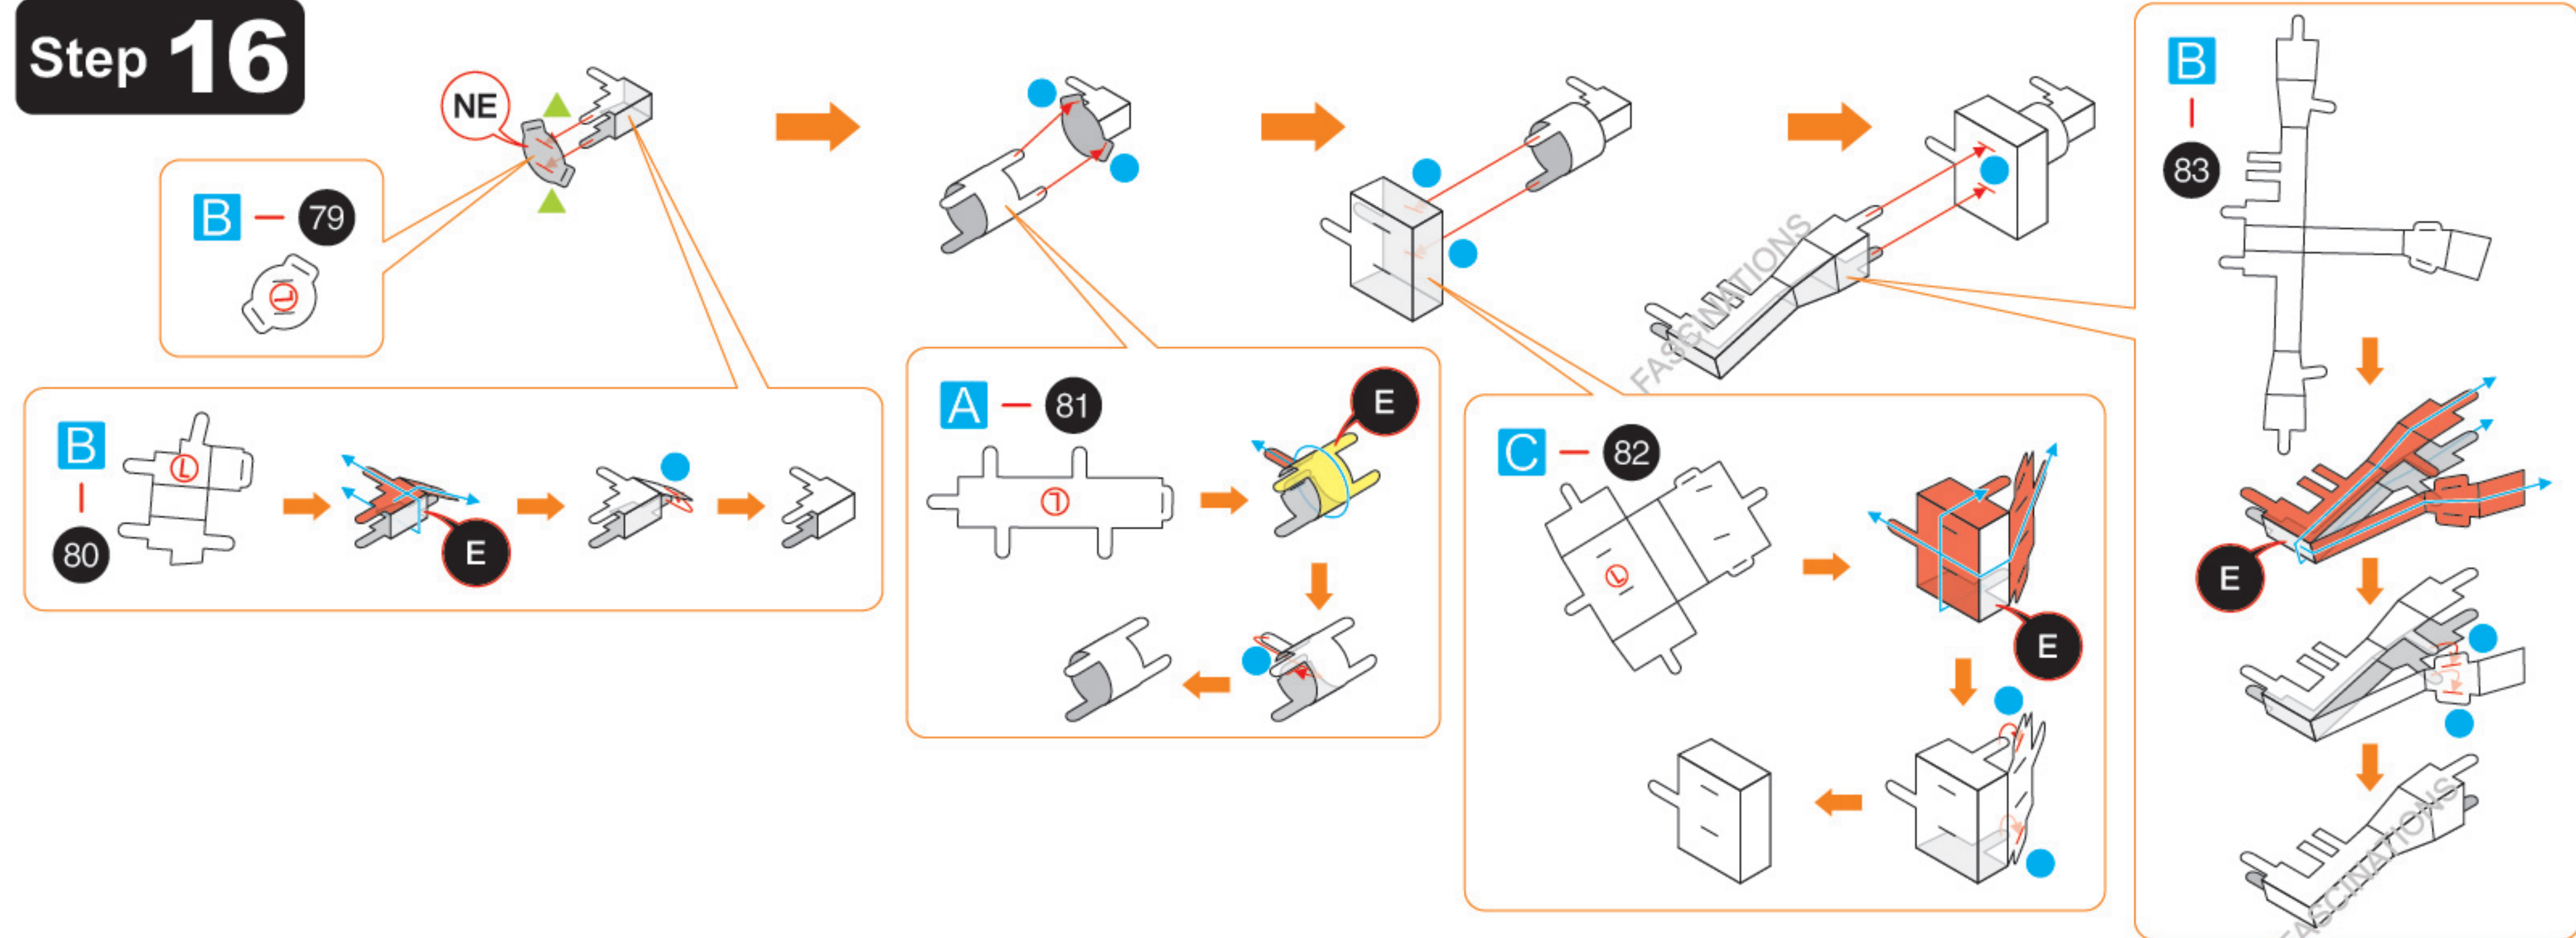 Step 16
NE
B — 79
L
B
80
L
E
A — 81
L
E
C — 82
L
E
FASCINATIONS
B
83
E
FASCINATIONS